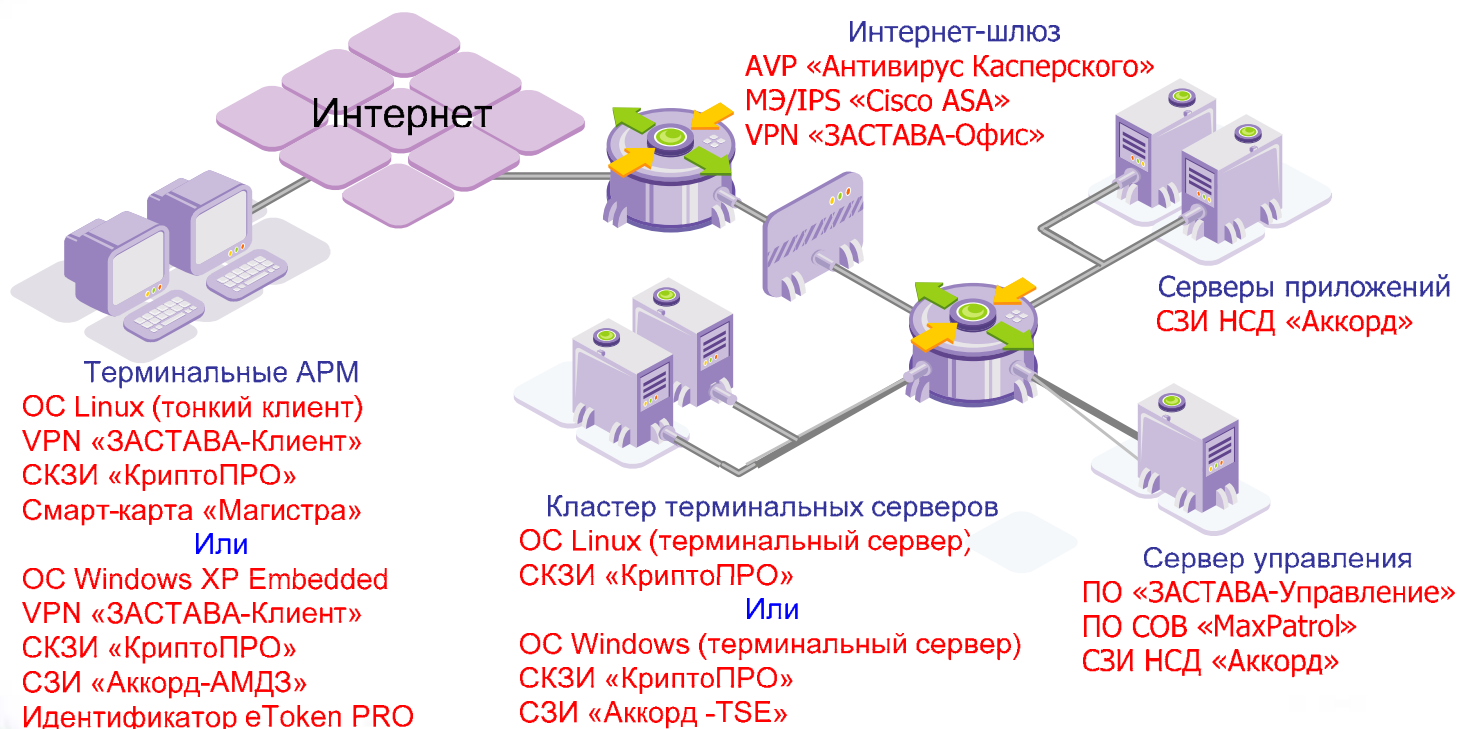 Интернет
Интернет-шлюз
AVP «Антивирус Касперского»
МЭ/IPS «Cisco ASA»
VPN «ЗАСТАВА-Офис»
Серверы приложений
СЗИ НСД «Аккорд»
Терминальные АРМ
ОС Linux (тонкий клиент)
VPN «ЗАСТАВА-Клиент»
СКЗИ «КриптоПРО»
Смарт-карта «Магистра»
Или
ОС Windows XP Embedded
VPN «ЗАСТАВА-Клиент»
СКЗИ «КриптоПРО»
СЗИ «Аккорд-АМДЗ»
Идентификатор eToken PRO
Кластер терминальных серверов
ОС Linux (терминальный сервер)
СКЗИ «КриптоПРО»
Или
ОС Windows (терминальный сервер)
СКЗИ «КриптоПРО»
СЗИ «Аккорд -TSE»
Сервер управления
ПО «ЗАСТАВА-Управление»
ПО СОВ «MaxPatrol»
СЗИ НСД «Аккорд»